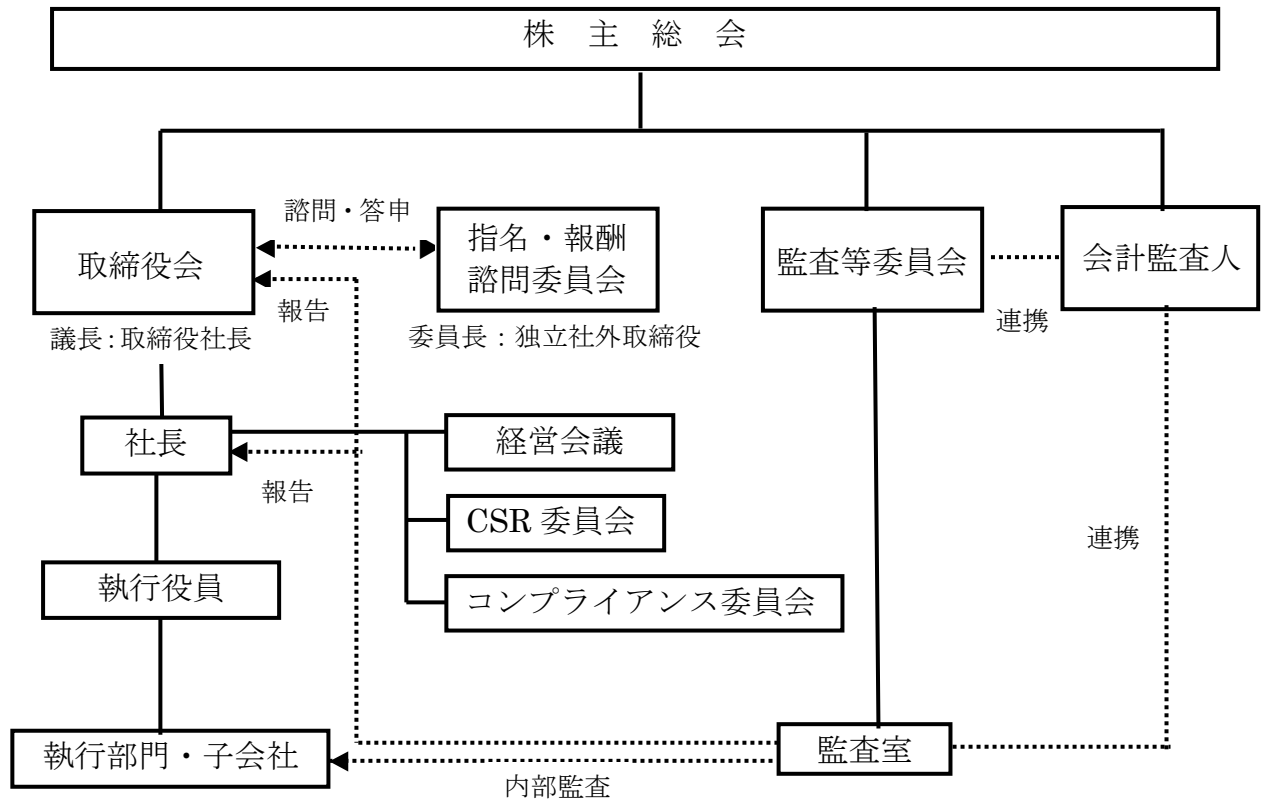 株 主 総 会
諮問・答申
取締役会
指名・報酬
諮問委員会
監査等委員会
会計監査人
報告
連携
議長:取締役社長
委員長:独立社外取締役
社長
経営会議
報告
CSR 委員会
連携
執行役員
コンプライアンス委員会
執行部門・子会社
監査室
内部監査